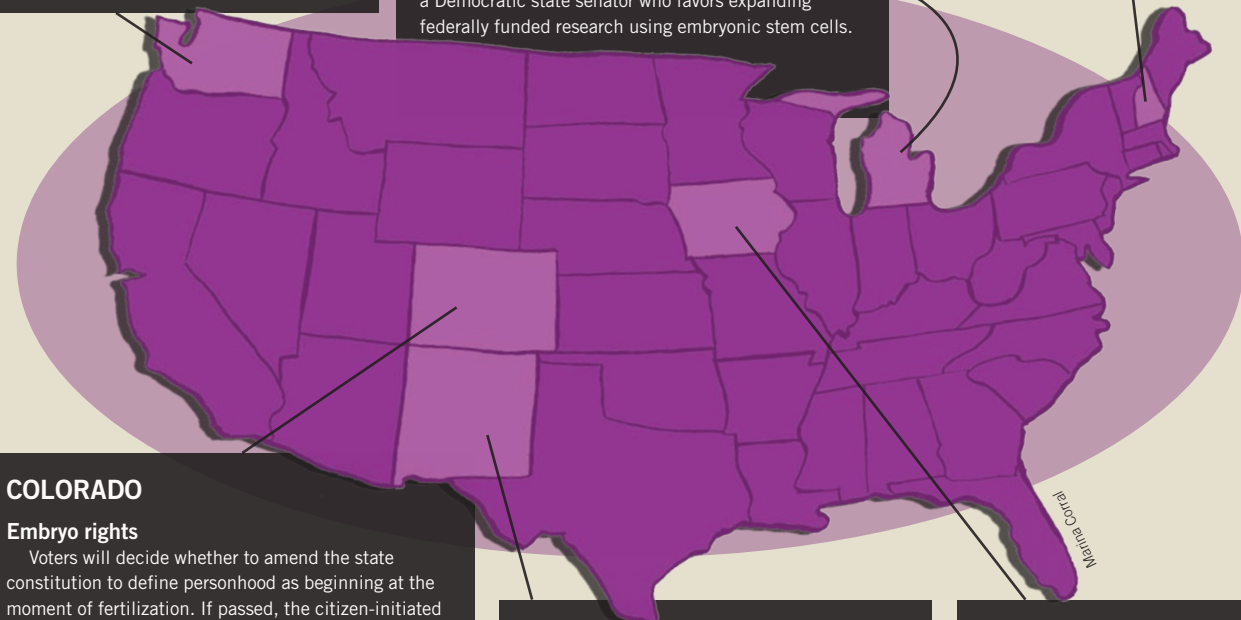 a Democratic state senator who favors expanding
federally funded research using embryonic stem cells.
COLORADO
Embryo rights
Voters will decide whether to amend the state
constitution to define personhood as beginning at the
moment of fertilization. If passed, the citizen-initiated
Marina Corral